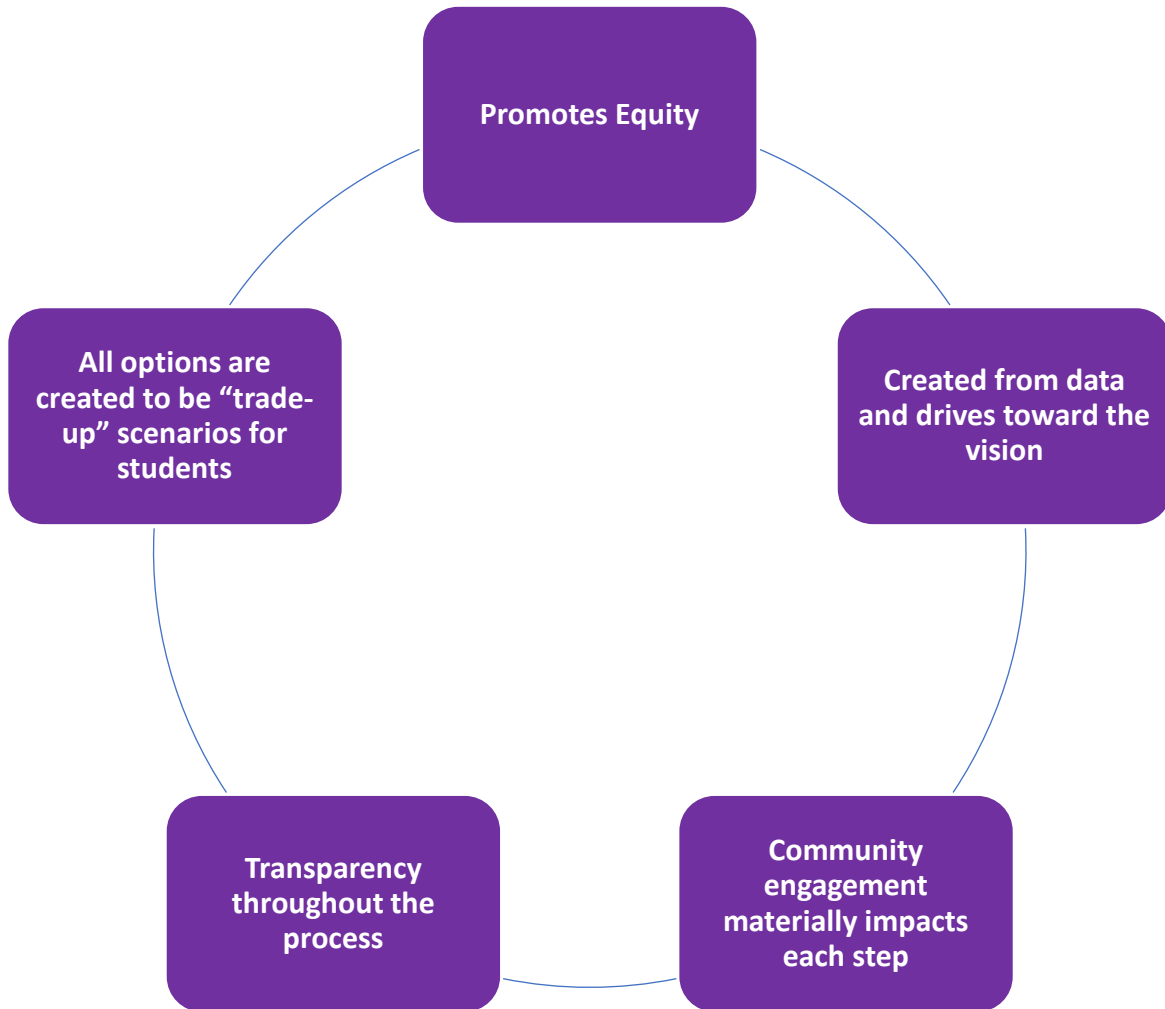 Promotes Equity
All options are
created to be “trade-
up” scenarios for
students
Created from data
and drives toward the
vision
Transparency
throughout the
process
Community
engagement
materially impacts
each step